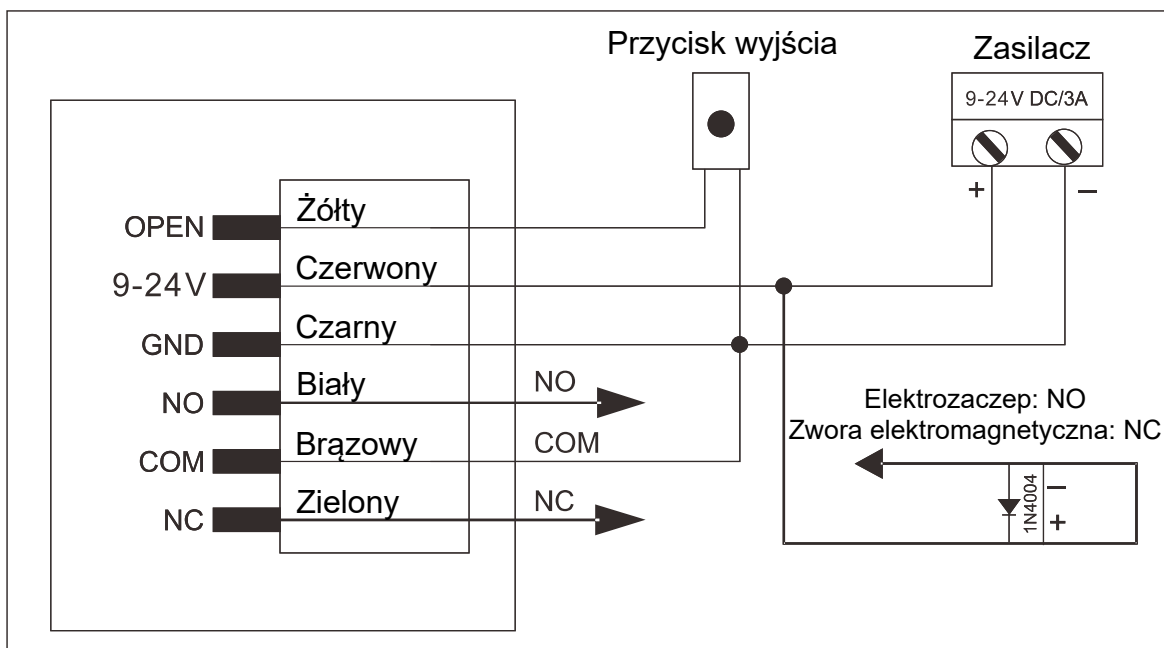 Przycisk wyjścia
Zasilacz
9-24V DC/3A
+ −
OPEN Żółty
9-24V Czerwony
GND Czarny
NO Biały NO
COM Brązowy COM
NC Zielony NC
Elektrozaczep: NO
Zwora elektromagnetyczna: NC
1N4004
−
+